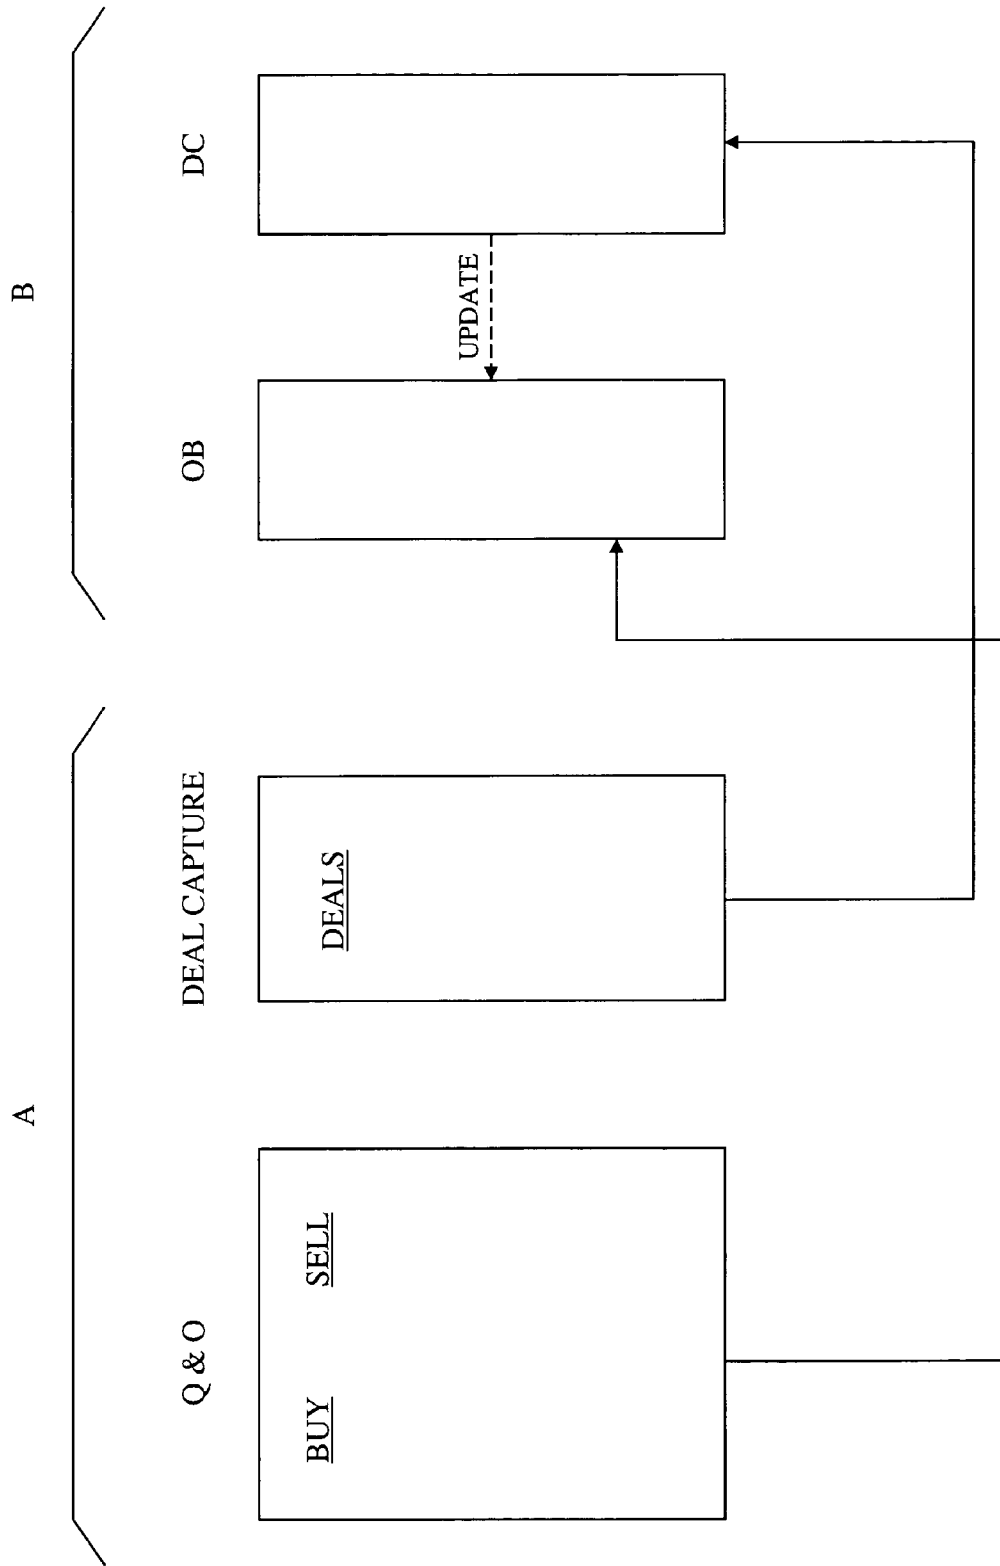 A
B
Q & O
DEAL CAPTURE
OB
DC
BUY
SELL
DEALS
UPDATE